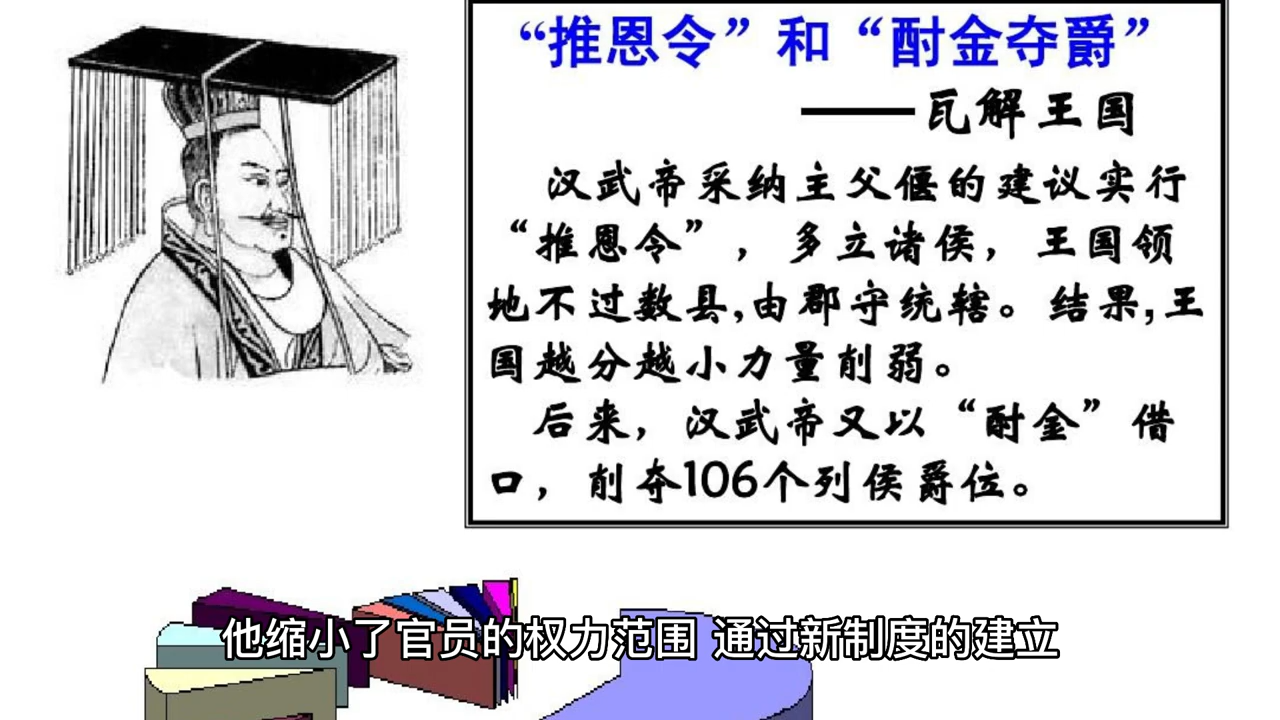 “推恩令”和“酎金夺爵”
——瓦解王国
汉武帝采纳主父偃的建议实行
“推恩令”，多立诸侯，王国领
地不过数县,由郡守统辖。结果,王
国越分越小力量削弱。
后来，汉武帝又以“酎金”借
口，削夺106个列侯爵位。
他缩小了官员的权力范围 通过新制度的建立